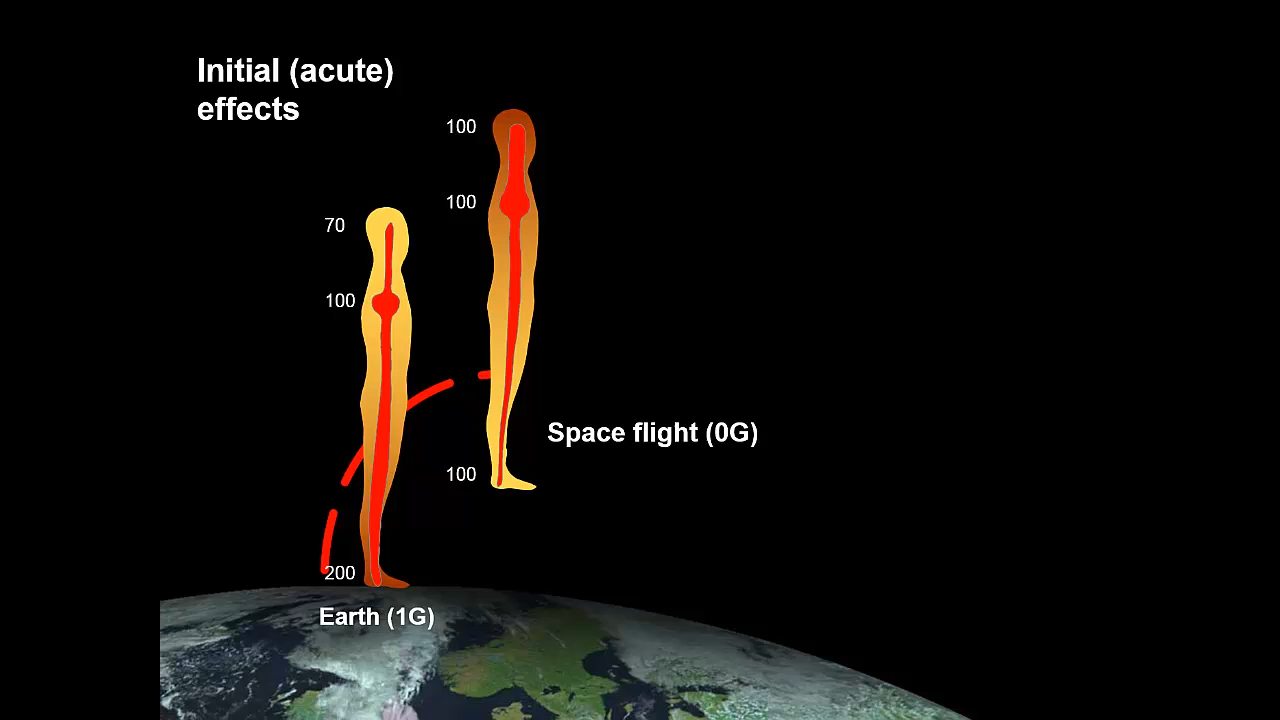 Initial (acute)
effects
100
100
70
100
Space flight (0G)
100
200
Earth (1G)